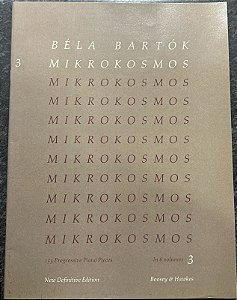 BÉLA BARTÓK
3 MIKROKOSMOS
MIKROKOSMOS
MIKROKOSMOS
MIKROKOSMOS
MIKROKOSMOS
MIKROKOSMOS
MIKROKOSMOS
MIKROKOSMOS
MIKROKOSMOS
MIKROKOSMOS
153 Progressive Piano Pieces In 6 volumes 3
New Definitive Edition Boosey & Hawkes